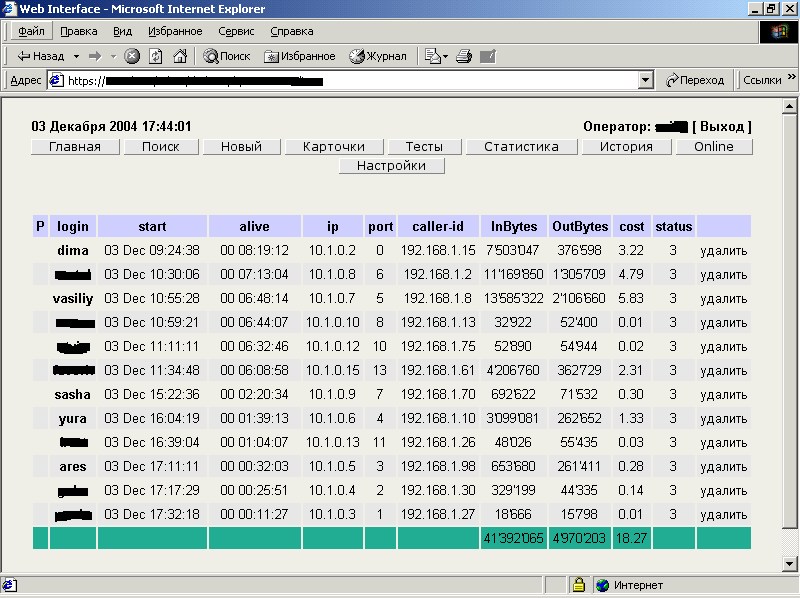 Web Interface - Microsoft Internet Explorer
Файл Правка Вид Избранное Сервис Справка
Назад Поиск Избранное Журнал
Адрес https:// Переход Ссылки »
03 Декабря 2004 17:44:01 Оператор: [ Выход ]
Главная Поиск Новый Карточки Тесты Статистика История Online
Настройки
P login start alive ip port caller-id InBytes OutBytes cost status
dima 03 Dec 09:24:38 00 08:19:12 10.1.0.2 0 192.168.1.15 7'503'047 376'598 3.22 3 удалить
03 Dec 10:30:06 00 07:13:04 10.1.0.8 6 192.168.1.2 11'169'850 1'305'709 4.79 3 удалить
vasiliy 03 Dec 10:55:28 00 06:48:14 10.1.0.7 5 192.168.1.8 13'585'322 2'106'660 5.83 3 удалить
03 Dec 10:59:21 00 06:44:07 10.1.0.10 8 192.168.1.13 32'922 52'400 0.01 3 удалить
03 Dec 11:11:11 00 06:32:46 10.1.0.12 10 192.168.1.75 52'890 54'944 0.02 3 удалить
03 Dec 11:34:48 00 06:08:58 10.1.0.15 13 192.168.1.61 4'206'760 362'729 2.31 3 удалить
sasha 03 Dec 15:22:36 00 02:20:34 10.1.0.9 7 192.168.1.70 692'622 71'532 0.30 3 удалить
yura 03 Dec 16:04:19 00 01:39:13 10.1.0.6 4 192.168.1.10 3'099'081 262'652 1.33 3 удалить
03 Dec 16:39:04 00 01:04:07 10.1.0.13 11 192.168.1.26 48'026 55'435 0.03 3 удалить
ares 03 Dec 17:11:11 00 00:32:03 10.1.0.5 3 192.168.1.98 653'680 261'411 0.28 3 удалить
03 Dec 17:17:29 00 00:25:51 10.1.0.4 2 192.168.1.30 329'199 44'335 0.14 3 удалить
03 Dec 17:32:18 00 00:11:27 10.1.0.3 1 192.168.1.27 18'666 15'798 0.01 3 удалить
41'392'065 4'970'203 18.27
Интернет